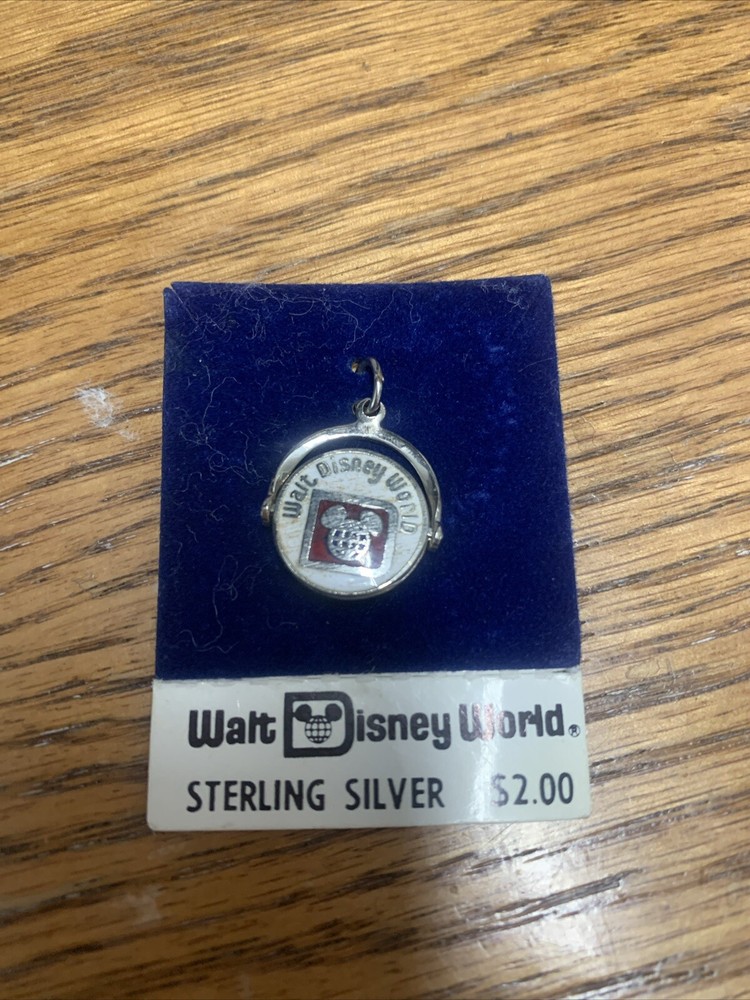 Walt Disney World
Walt Disney World®
STERLING SILVER $2.00